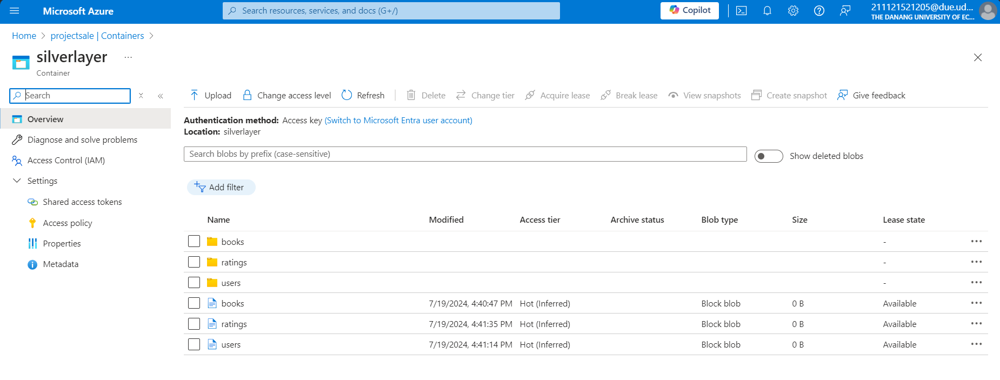 Microsoft Azure
Search resources, services, and docs (G+/)
Copilot
211121521205@due.ud...
THE DANANG UNIVERSITY OF EC...
Home > projectsale | Containers >
silverlayer ...
Container
Search
Upload Change access level Refresh Delete Change tier Acquire lease Break lease View snapshots Create snapshot Give feedback
Overview
Diagnose and solve problems
Access Control (IAM)
Settings
Shared access tokens
Access policy
Properties
Metadata
Authentication method: Access key (Switch to Microsoft Entra user account)
Location: silverlayer
Search blobs by prefix (case-sensitive)
Show deleted blobs
Add filter
Name Modified Access tier Archive status Blob type Size Lease state
books -
ratings -
users -
books 7/19/2024, 4:40:47 PM Hot (Inferred) Block blob 0 B Available
ratings 7/19/2024, 4:41:35 PM Hot (Inferred) Block blob 0 B Available
users 7/19/2024, 4:41:14 PM Hot (Inferred) Block blob 0 B Available